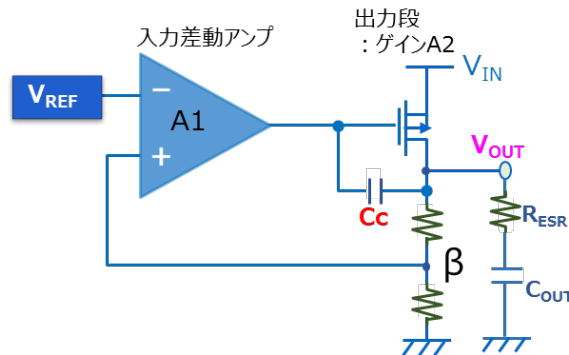 入力差動アンプ
出力段
：ゲインA2
VIN
VREF
−
A1
+
VOUT
Cc
RESR
β
COUT